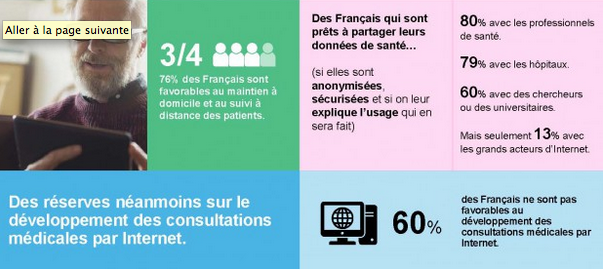 Aller à la page suivante
3/4
76% des Français sont
favorables au maintien à
domicile et au suivi à
distance des patients.
Des Français qui sont
prêts à partager leurs
données de santé...
(si elles sont
anonymisées,
sécurisées et si on leur
explique l'usage qui en
sera fait)
80% avec les professionnels
de santé.
79% avec les hôpitaux.
60% avec des chercheurs
ou des universitaires.
Mais seulement 13% avec
les grands acteurs d'Internet.
Des réserves néanmoins sur le
développement des consultations
médicales par Internet.
60%
des Français ne sont pas
favorables au
développement des
consultations médicales par
Internet.